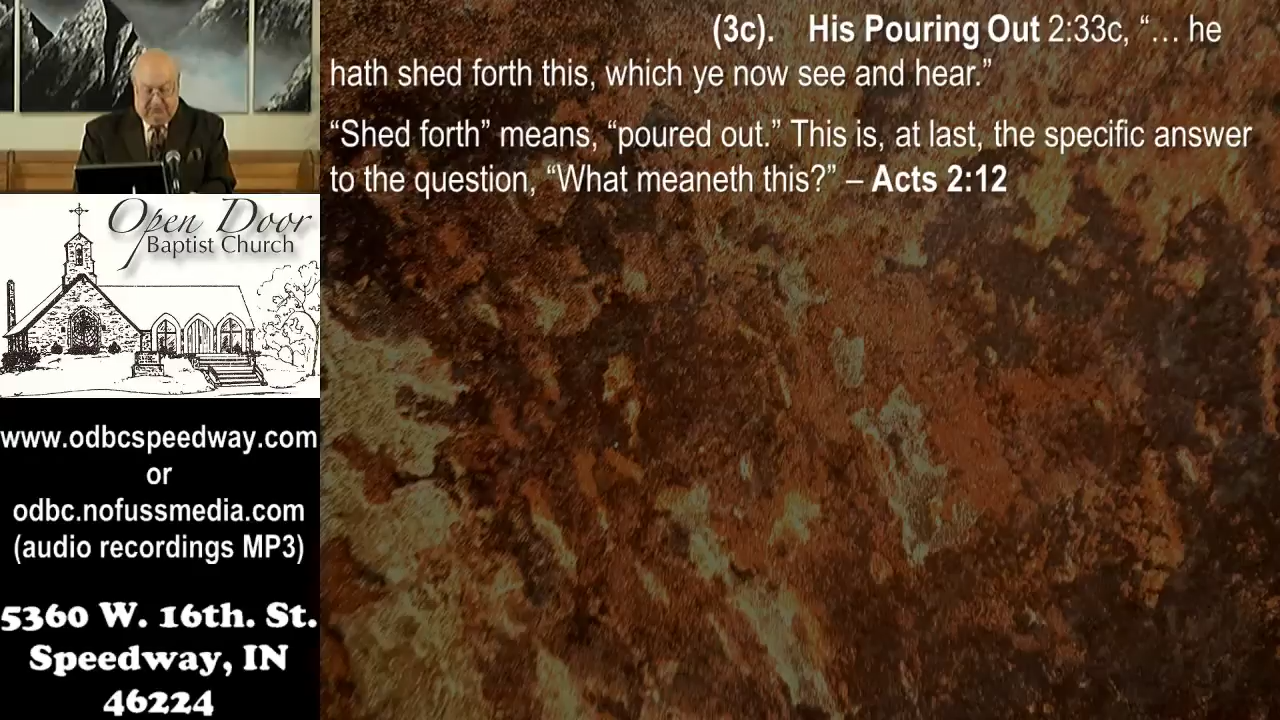 (3c). His Pouring Out 2:33c, “… he
hath shed forth this, which ye now see and hear.”
“Shed forth” means, “poured out.” This is, at last, the specific answer
to the question, “What meaneth this?” – Acts 2:12
Open Door
Baptist Church
www.odbcspeedway.com
or
odbc.nofussmedia.com
(audio recordings MP3)
5360 W. 16th. St.
Speedway, IN
46224